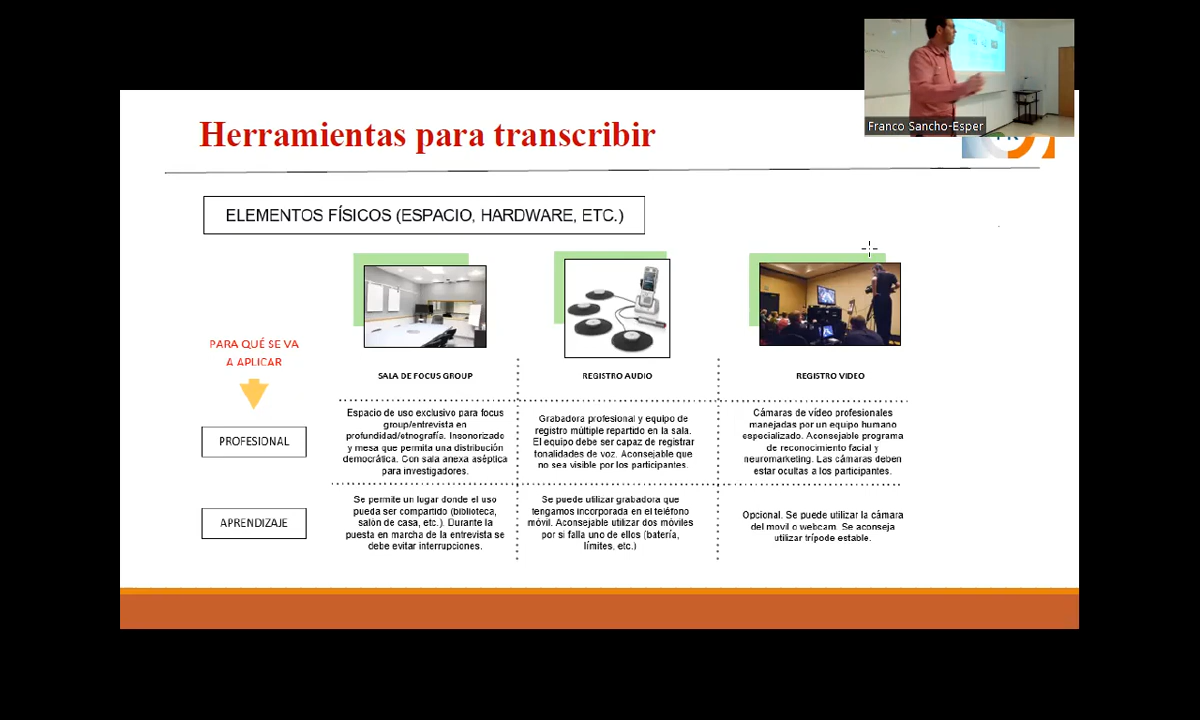 Franco Sancho-Esper
Herramientas para transcribir
ELEMENTOS FÍSICOS (ESPACIO, HARDWARE, ETC.)
PARA QUÉ SE VA
A APLICAR
SALA DE FOCUS GROUP
REGISTRO AUDIO
REGISTRO VIDEO
PROFESIONAL
Espacio de uso exclusivo para focus
group/entrevista en
profundidad/etnografía. Insonorizado
y mesa que permita una distribución
democrática. Con sala anexa aséptica
para investigadores.
Grabadora profesional y equipo de
registro múltiple repartido en la sala.
El equipo debe ser capaz de registrar
tonalidades de voz. Aconsejable que
no sea visible por los participantes.
Cámaras de vídeo profesionales
manejadas por un equipo humano
especializado. Aconsejable programa
de reconocimiento facial y
neuromarketing. Las cámaras deben
estar ocultas a los participantes.
APRENDIZAJE
Se permite un lugar donde el uso
pueda ser compartido (biblioteca,
salón de casa, etc.). Durante la
puesta en marcha de la entrevista se
debe evitar interrupciones.
Se puede utilizar grabadora que
tengamos incorporada en el teléfono
móvil. Aconsejable utilizar dos móviles
por si falla uno de ellos (batería,
límites, etc.)
Opcional. Se puede utilizar la cámara
del movil o webcam. Se aconseja
utilizar trípode estable.